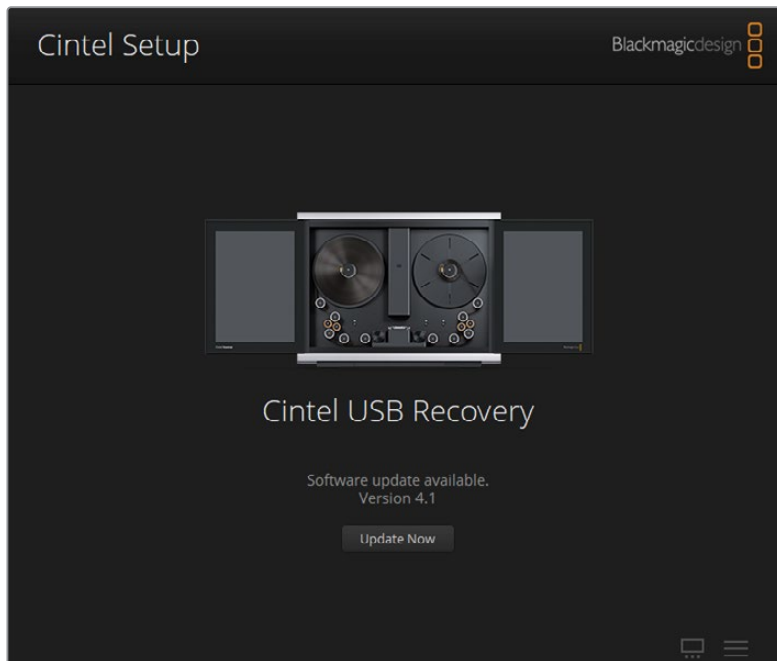 Cintel Setup
Blackmagicdesign
Cintel USB Recovery
Software update available.
Version 4.1
Update Now